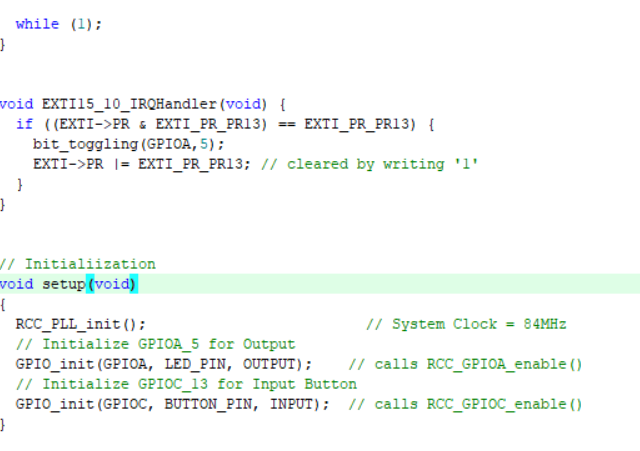 while (1);
}
void EXTI15_10_IRQHandler(void) {
if ((EXTI->PR & EXTI_PR_PR13) == EXTI_PR_PR13) {
bit_toggling(GPIOA,5);
EXTI->PR |= EXTI_PR_PR13; // cleared by writing '1'
}
}
// Initialiization
void setup(void)
{
RCC_PLL_init(); // System Clock = 84MHz
// Initialize GPIOA_5 for Output
GPIO_init(GPIOA, LED_PIN, OUTPUT); // calls RCC_GPIOA_enable()
// Initialize GPIOC_13 for Input Button
GPIO_init(GPIOC, BUTTON_PIN, INPUT); // calls RCC_GPIOC_enable()
}